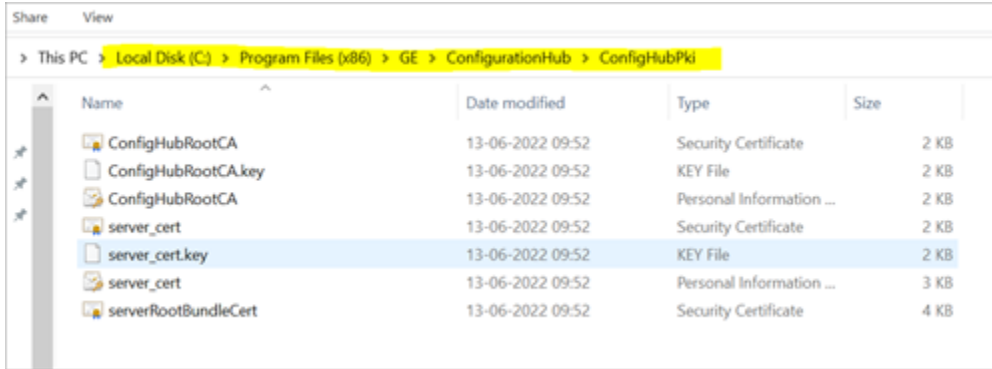 Share View
> This PC > Local Disk (C:) > Program Files (x86) > GE > ConfigurationHub > ConfigHubPki
Name Date modified Type Size
ConfigHubRootCA 13-06-2022 09:52 Security Certificate 2 KB
ConfigHubRootCA.key 13-06-2022 09:52 KEY File 2 KB
ConfigHubRootCA 13-06-2022 09:52 Personal Information ... 2 KB
server_cert 13-06-2022 09:52 Security Certificate 2 KB
server_cert.key 13-06-2022 09:52 KEY File 2 KB
server_cert 13-06-2022 09:52 Personal Information ... 3 KB
serverRootBundleCert 13-06-2022 09:52 Security Certificate 4 KB